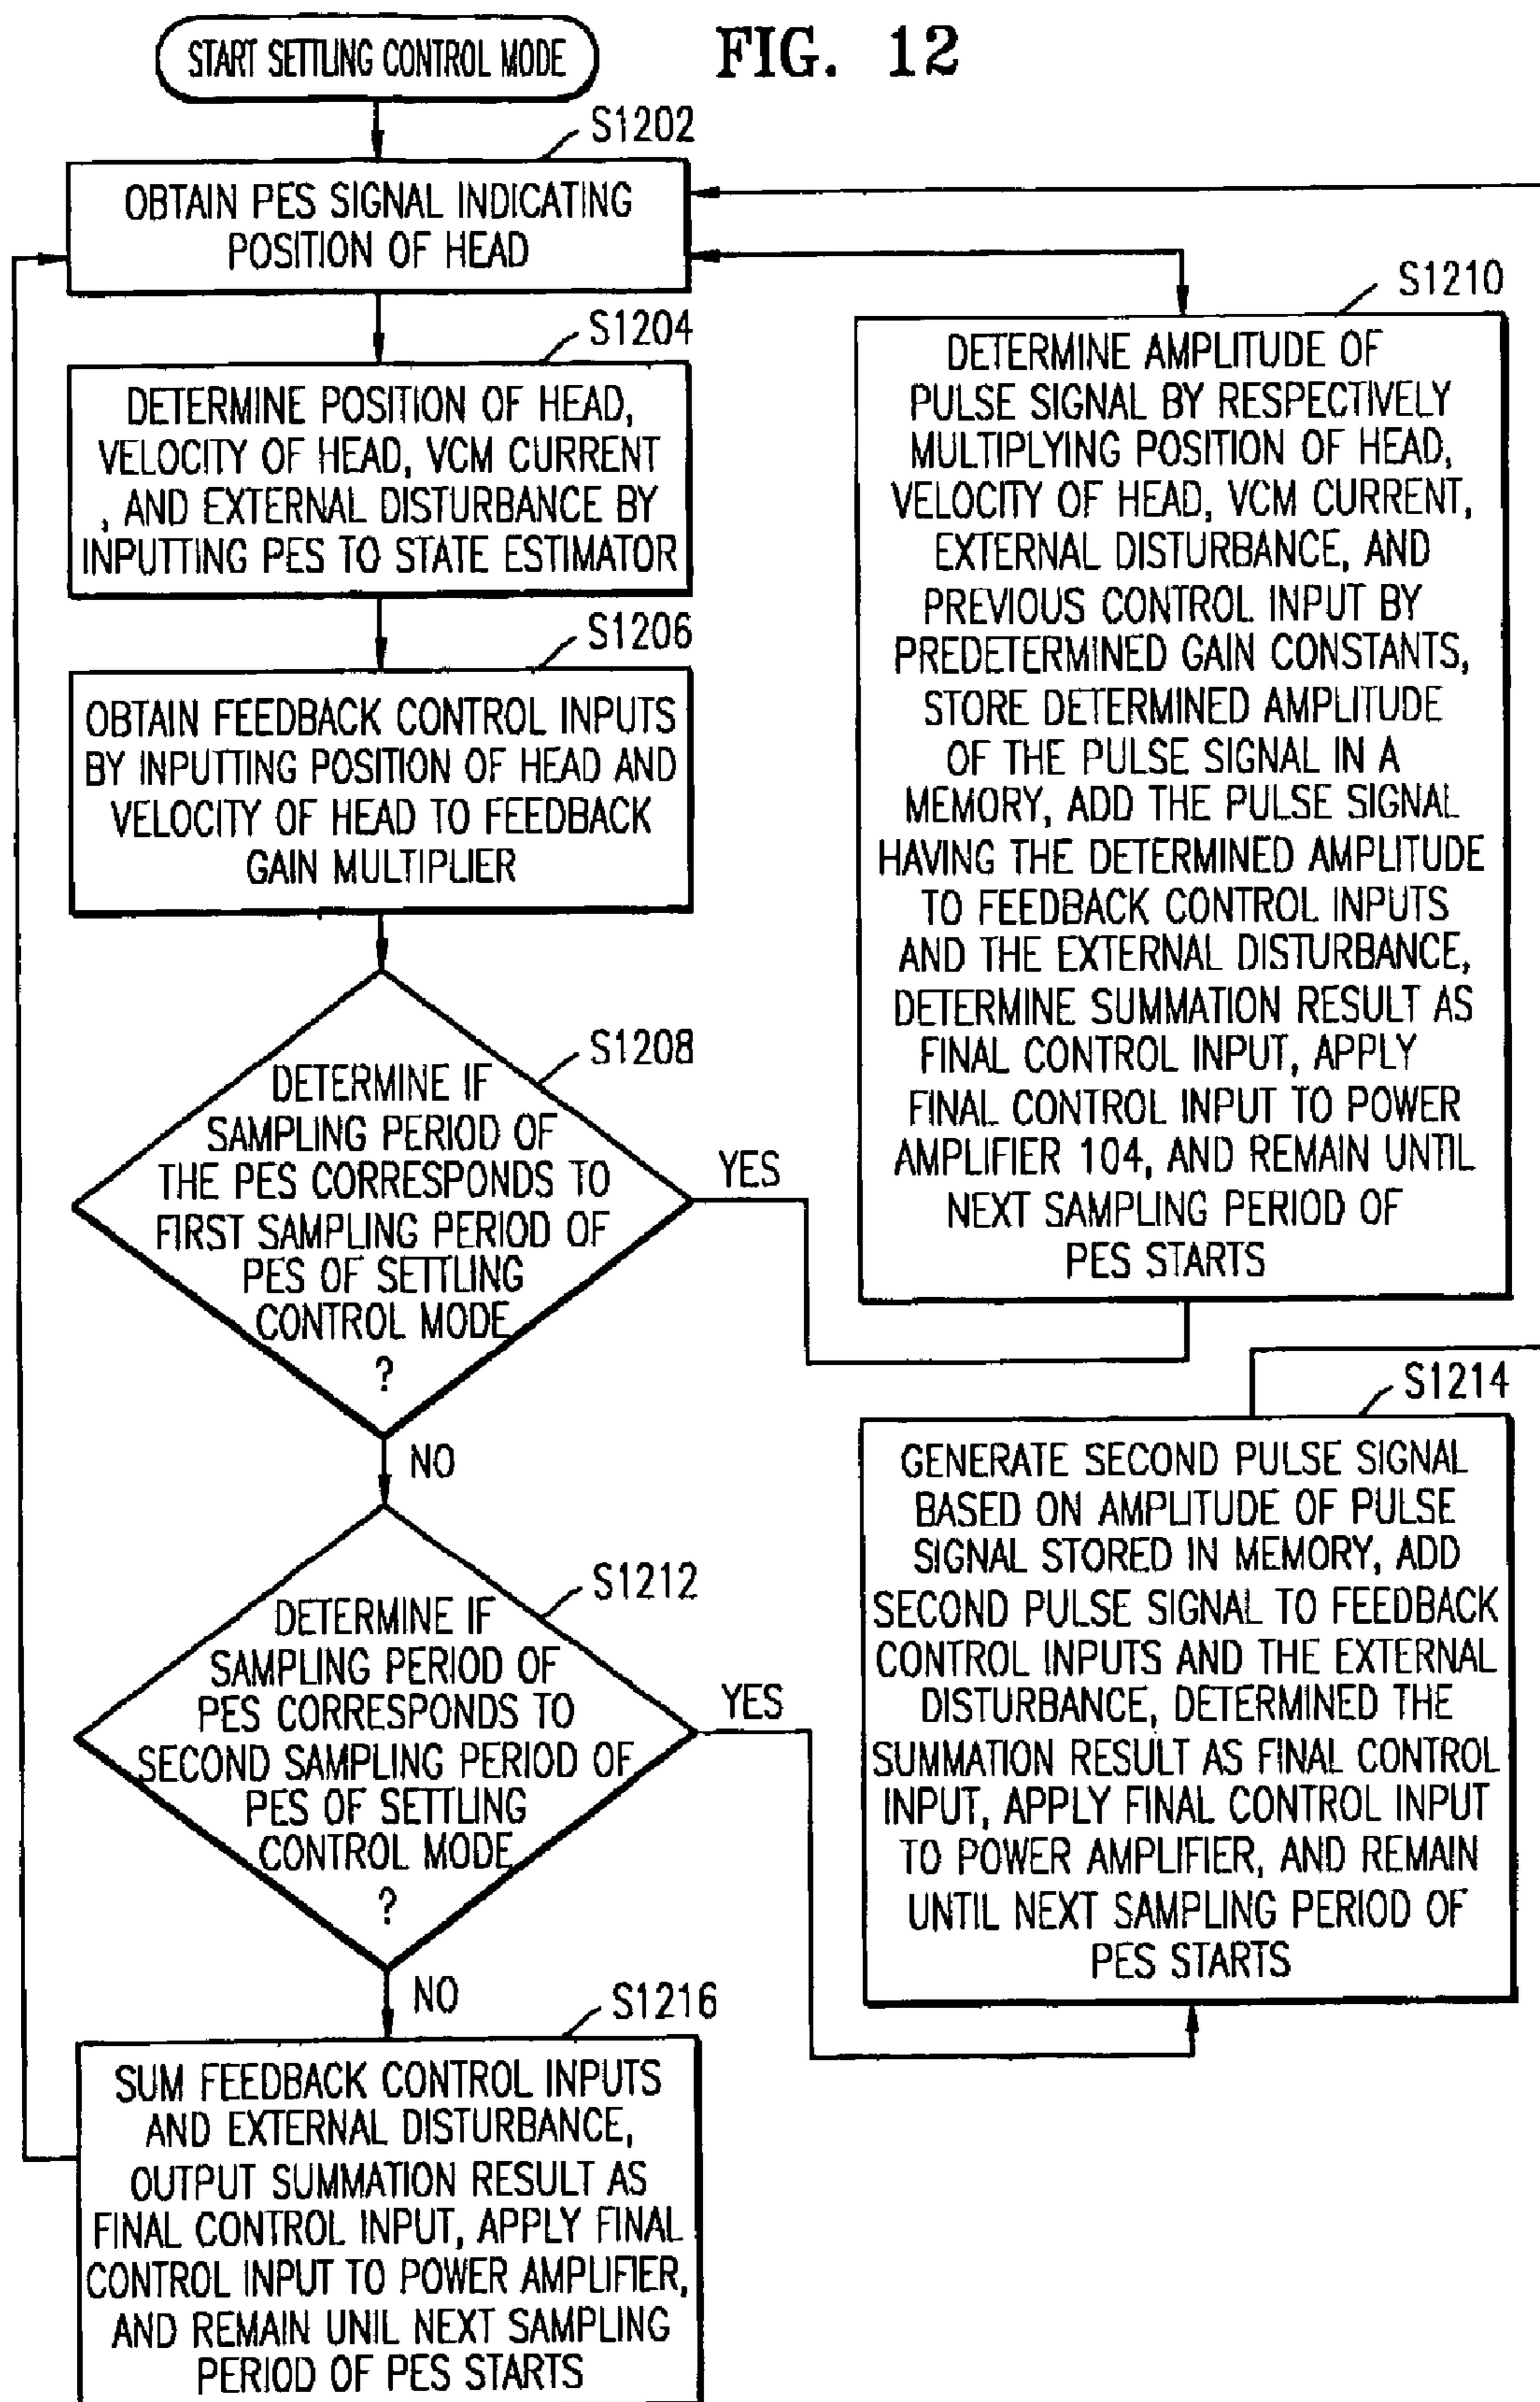 START SETTLING CONTROL MODE
FIG. 12
S1202
OBTAIN PES SIGNAL INDICATING
POSITION OF HEAD
S1204
DETERMINE POSITION OF HEAD,
VELOCITY OF HEAD, VCM CURRENT
, AND EXTERNAL DISTURBANCE BY
INPUTTING PES TO STATE ESTIMATOR
S1206
OBTAIN FEEDBACK CONTROL INPUTS
BY INPUTTING POSITION OF HEAD AND
VELOCITY OF HEAD TO FEEDBACK
GAIN MULTIPLIER
S1208
DETERMINE IF
SAMPLING PERIOD OF
THE PES CORRESPONDS TO
FIRST SAMPLING PERIOD OF
PES OF SETTLING
CONTROL MODE
?
YES
NO
S1210
DETERMINE AMPLITUDE OF
PULSE SIGNAL BY RESPECTIVELY
MULTIPLYING POSITION OF HEAD,
VELOCITY OF HEAD, VCM CURRENT,
EXTERNAL DISTURBANCE, AND
PREVIOUS CONTROL INPUT BY
PREDETERMINED GAIN CONSTANTS,
STORE DETERMINED AMPLITUDE
OF THE PULSE SIGNAL IN A
MEMORY, ADD THE PULSE SIGNAL
HAVING THE DETERMINED AMPLITUDE
TO FEEDBACK CONTROL INPUTS
AND THE EXTERNAL DISTURBANCE,
DETERMINE SUMMATION RESULT AS
FINAL CONTROL INPUT, APPLY
FINAL CONTROL INPUT TO POWER
AMPLIFIER 104, AND REMAIN UNTIL
NEXT SAMPLING PERIOD OF
PES STARTS
S1212
DETERMINE IF
SAMPLING PERIOD OF
PES CORRESPONDS TO
SECOND SAMPLING PERIOD OF
PES OF SETTLING
CONTROL MODE
?
YES
NO
S1214
GENERATE SECOND PULSE SIGNAL
BASED ON AMPLITUDE OF PULSE
SIGNAL STORED IN MEMORY, ADD
SECOND PULSE SIGNAL TO FEEDBACK
CONTROL INPUTS AND THE EXTERNAL
DISTURBANCE, DETERMINED THE
SUMMATION RESULT AS FINAL CONTROL
INPUT, APPLY FINAL CONTROL INPUT
TO POWER AMPLIFIER, AND REMAIN
UNTIL NEXT SAMPLING PERIOD OF
PES STARTS
S1216
SUM FEEDBACK CONTROL INPUTS
AND EXTERNAL DISTURBANCE,
OUTPUT SUMMATION RESULT AS
FINAL CONTROL INPUT, APPLY FINAL
CONTROL INPUT TO POWER AMPLIFIER,
AND REMAIN UNIL NEXT SAMPLING
PERIOD OF PES STARTS